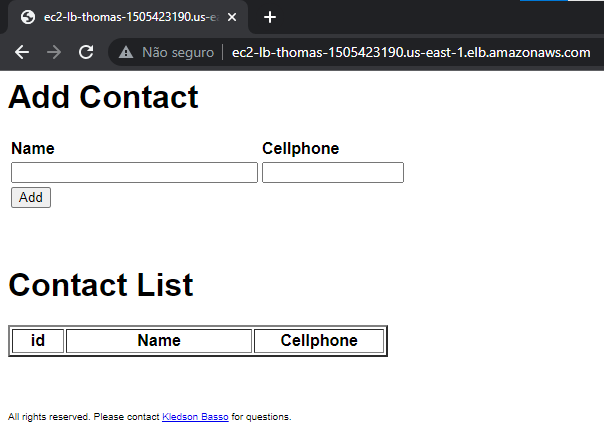 ec2-lb-thomas-1505423190.us-e
Não seguro ec2-lb-thomas-1505423190.us-east-1.elb.amazonaws.com
Add Contact
Name Cellphone
Add
Contact List
id Name Cellphone
All rights reserved. Please contact Kledson Basso for questions.